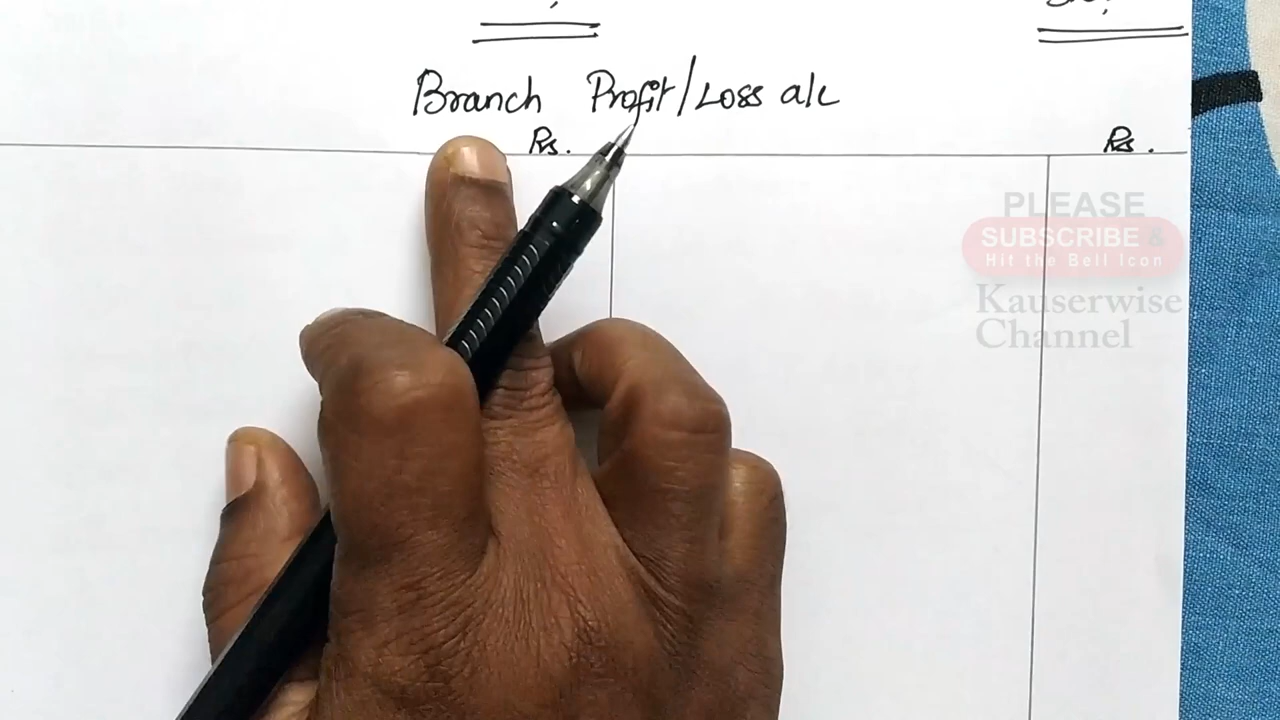 Branch Profit/Loss a/c
Rs. Rs.
PLEASE
SUBSCRIBE &
Hit the Bell Icon
Kauserwise
Channel